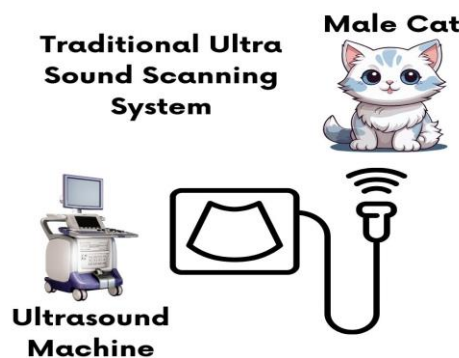 Traditional Ultra
Sound Scanning
System
Male Cat
Ultrasound
Machine